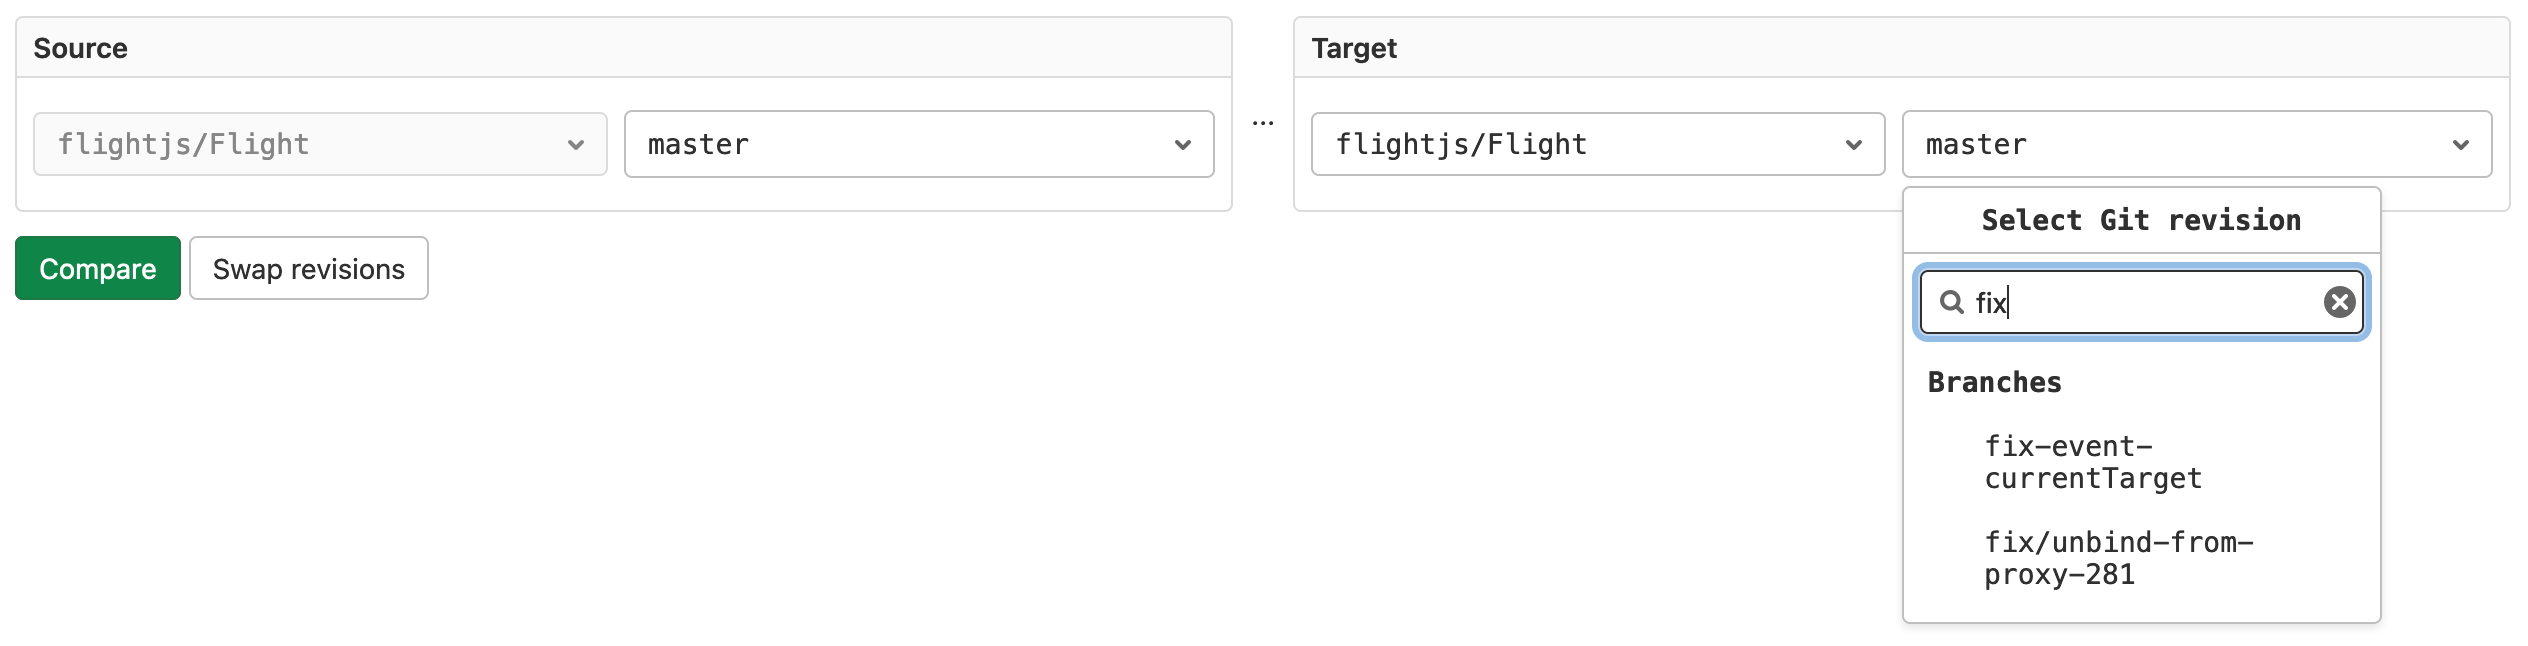 Source
flightjs/Flight
master
...
Target
flightjs/Flight
master
Compare
Swap revisions
Select Git revision
fix
Branches
fix-event-
currentTarget
fix/unbind-from-
proxy-281